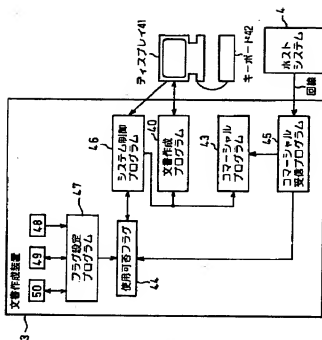 3
文書作成装置
50
49
48
フラグ設定
プログラム
47
使用可否フラグ
44
システム制御
プログラム
46
文書作成
プログラム
40
コマーシャル
プログラム
43
コマーシャル
受信プログラム
45
ディスプレイ41
キーボード42
4
ホスト
システム
回線